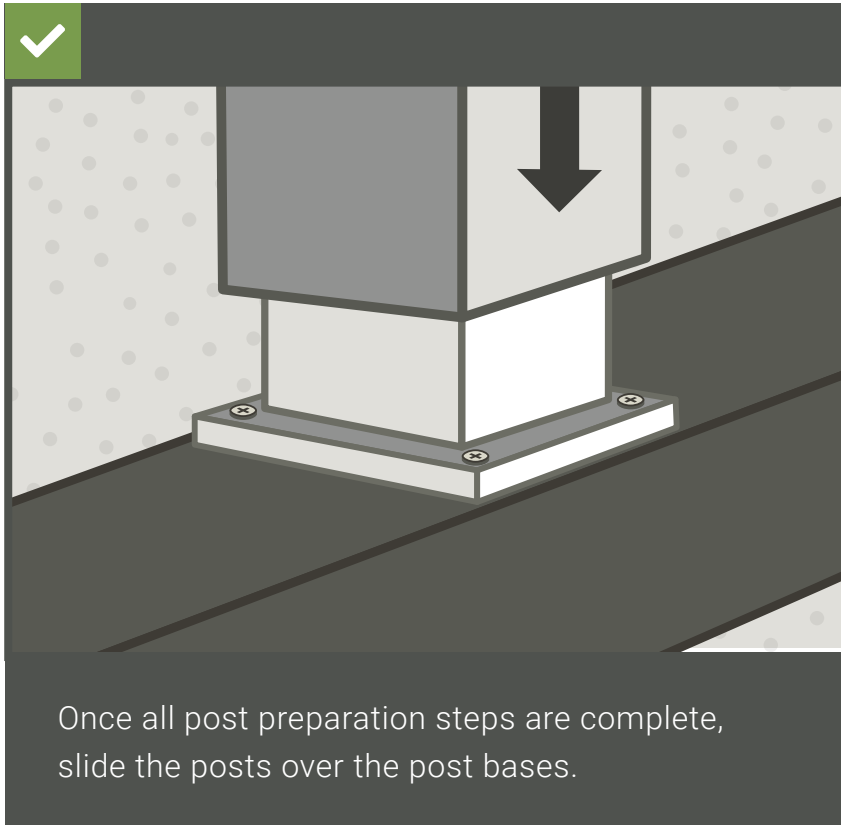 Once all post preparation steps are complete,
slide the posts over the post bases.